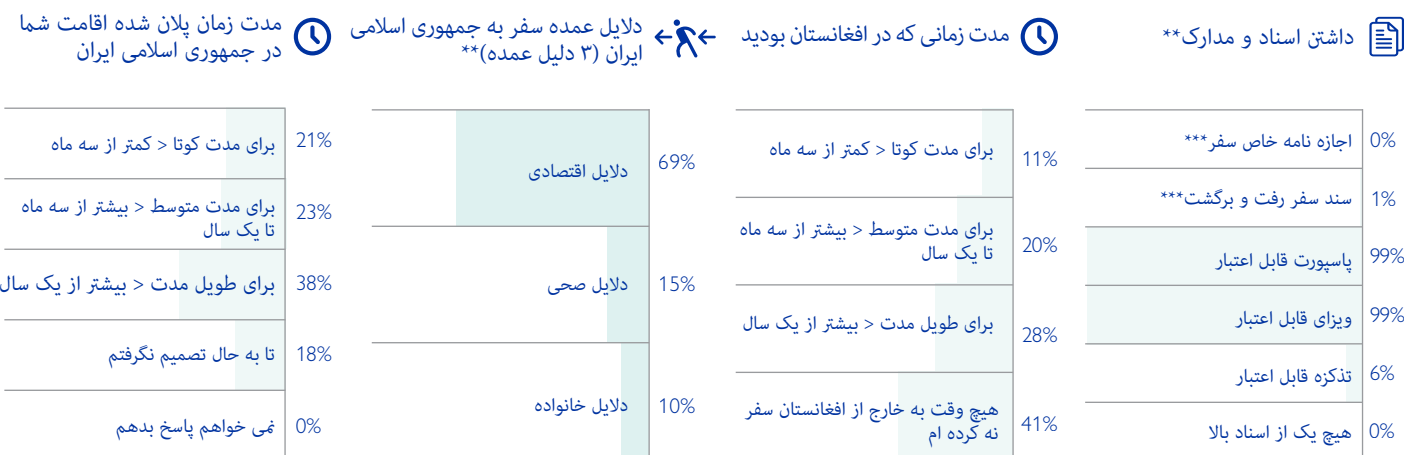 داشتن اسناد و مدارک**
0% اجازه نامه خاص سفر***
1% سند سفر رفت و برگشت***
99% پاسپورت قابل اعتبار
99% ویزای قابل اعتبار
6% تذکره قابل اعتبار
0% هیچ یک از اسناد بالا
مدت زمانی که در افغانستان بودید
11% برای مدت کوتا < کمتر از سه ماه
20% برای مدت متوسط < بیشتر از سه ماه
تا یک سال
28% برای طویل مدت < بیشتر از یک سال
41% هیچ وقت به خارج از افغانستان سفر
نه کرده ام
دلایل عمده سفر به جمهوری اسلامی
ایران (۳ دلیل عمده)**
69% دلایل اقتصادی
15% دلایل صحی
10% دلایل خانواده
مدت زمان پلان شده اقامت شما
در جمهوری اسلامی ایران
21% برای مدت کوتا < کمتر از سه ماه
23% برای مدت متوسط < بیشتر از سه ماه
تا یک سال
38% برای طویل مدت < بیشتر از یک سال
18% تا به حال تصمیم نگرفتم
0% نمی خواهم پاسخ بدهم